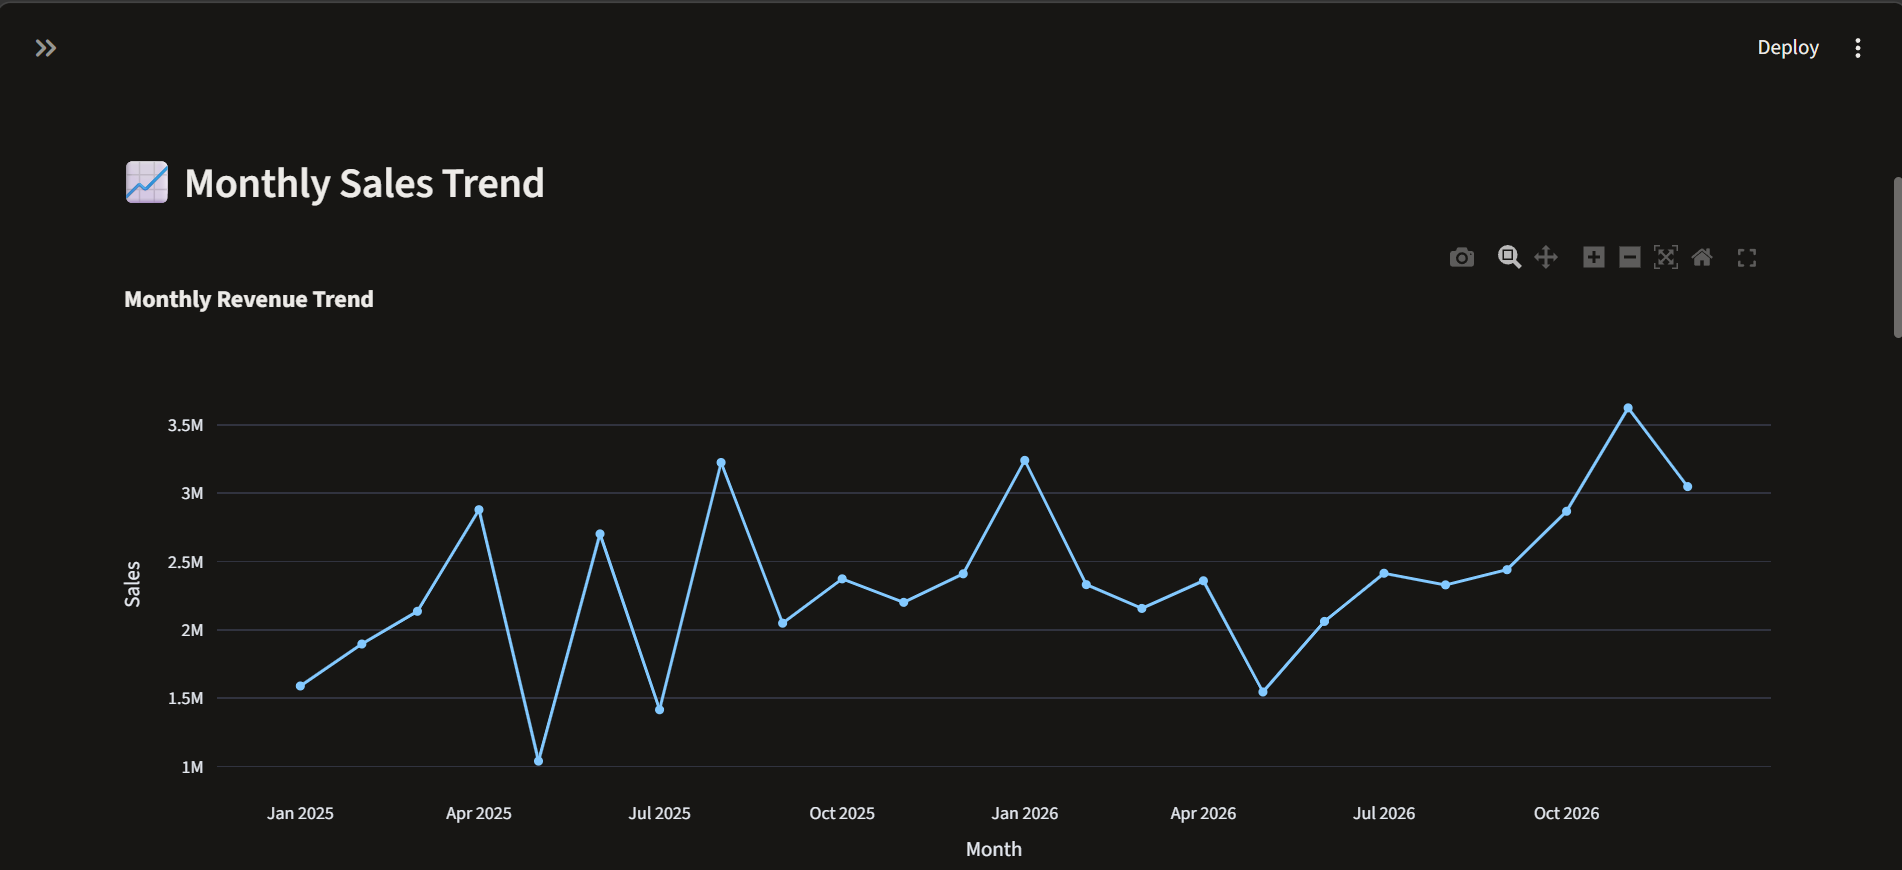 Deploy
Monthly Sales Trend
Monthly Revenue Trend
3.5M
3M
2.5M
2M
1.5M
1M
Sales
Jan 2025 Apr 2025 Jul 2025 Oct 2025 Jan 2026 Apr 2026 Jul 2026 Oct 2026
Month